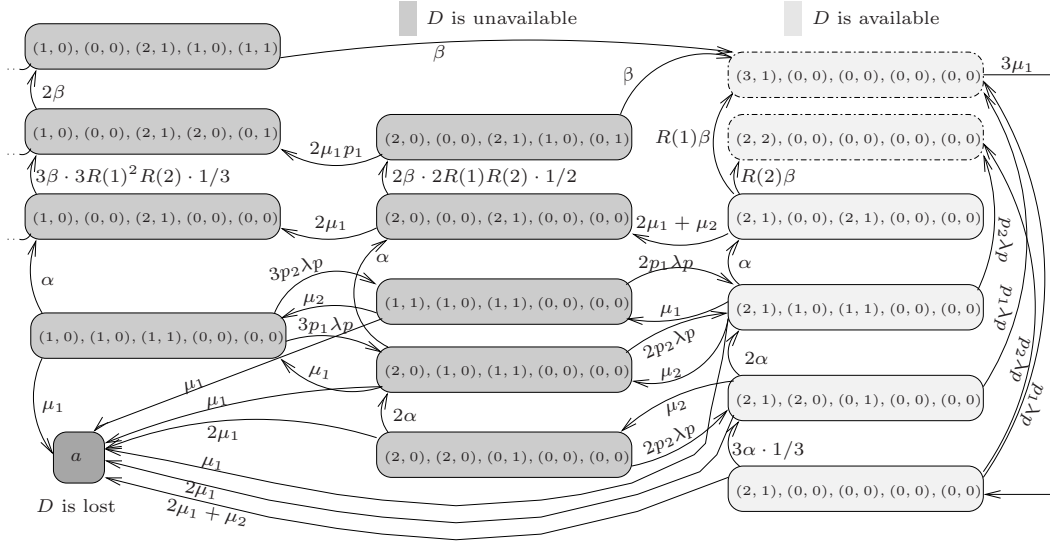 D is unavailable
D is available
(1, 0), (0, 0), (2, 1), (1, 0), (1, 1)
β
β
(3, 1), (0, 0), (0, 0), (0, 0), (0, 0)
3μ₁
2β
(1, 0), (0, 0), (2, 1), (2, 0), (0, 1)
2μ₁p₁
(2, 0), (0, 0), (2, 1), (1, 0), (0, 1)
R(1)β
(2, 2), (0, 0), (0, 0), (0, 0), (0, 0)
3β · 3R(1)²R(2) · 1/3
2β · 2R(1)R(2) · 1/2
R(2)β
(1, 0), (0, 0), (2, 1), (0, 0), (0, 0)
2μ₁
(2, 0), (0, 0), (2, 1), (0, 0), (0, 0)
2μ₁ + μ₂
(2, 1), (0, 0), (2, 1), (0, 0), (0, 0)
p₂λp
α
3p₂λp
α
2p₁λp
α
(1, 1), (1, 0), (1, 1), (0, 0), (0, 0)
(2, 1), (1, 0), (1, 1), (0, 0), (0, 0)
p₁λp
μ₂
μ₁
3p₁λp
(1, 0), (1, 0), (1, 1), (0, 0), (0, 0)
2p₂λp
2α
p₂λp
(2, 0), (1, 0), (1, 1), (0, 0), (0, 0)
μ₁
μ₂
μ₁
μ₁
μ₁
(2, 1), (2, 0), (0, 1), (0, 0), (0, 0)
p₁λp
μ₂
2α
2μ₁
a
(2, 0), (2, 0), (0, 1), (0, 0), (0, 0)
2p₂λp
3α · 1/3
μ₁
(2, 1), (0, 0), (0, 0), (0, 0), (0, 0)
2μ₁
D is lost
2μ₁ + μ₂